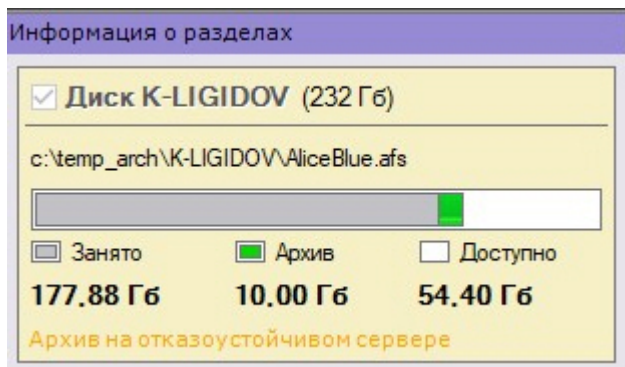 Информация о разделах
Диск K-LIGIDOV (232 Гб)
c:\temp_arch\K-LIGIDOV\AliceBlue.afs
Занято Архив Доступно
177.88 Гб 10.00 Гб 54.40 Гб
Архив на отказоустойчивом сервере